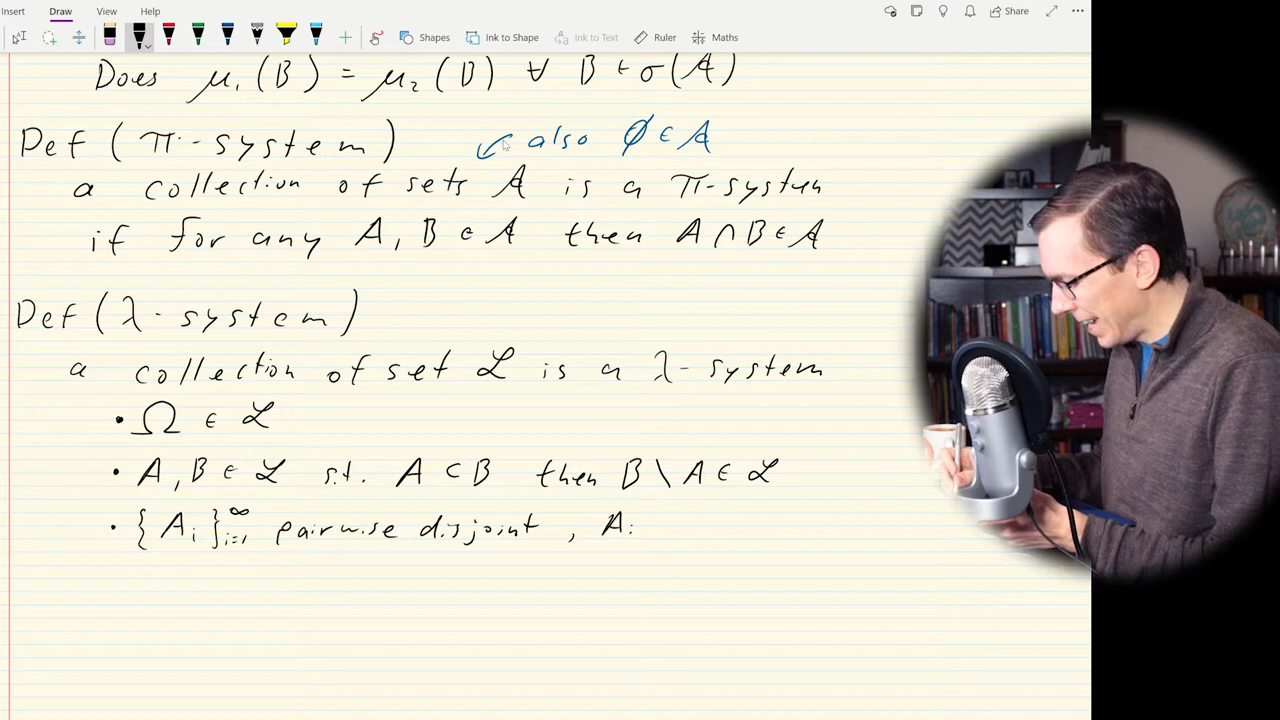 Insert Draw View Help Share
Shapes Ink to Shape Ink to Text Ruler Maths
Does μ₁(B) = μ₂(B) ∀ B ∈ σ(𝒜)
Def (π-system) also ∅ ∈ 𝒜
a collection of sets 𝒜 is a π-system
if for any A, B ∈ 𝒜 then A ∩ B ∈ 𝒜
Def (λ-system)
a collection of set ℒ is a λ-system
• Ω ∈ ℒ
• A, B ∈ ℒ s.t. A ⊂ B then B \ A ∈ ℒ
• {Aᵢ}ᵢ₌₁^∞ pairwise disjoint, Aᵢ